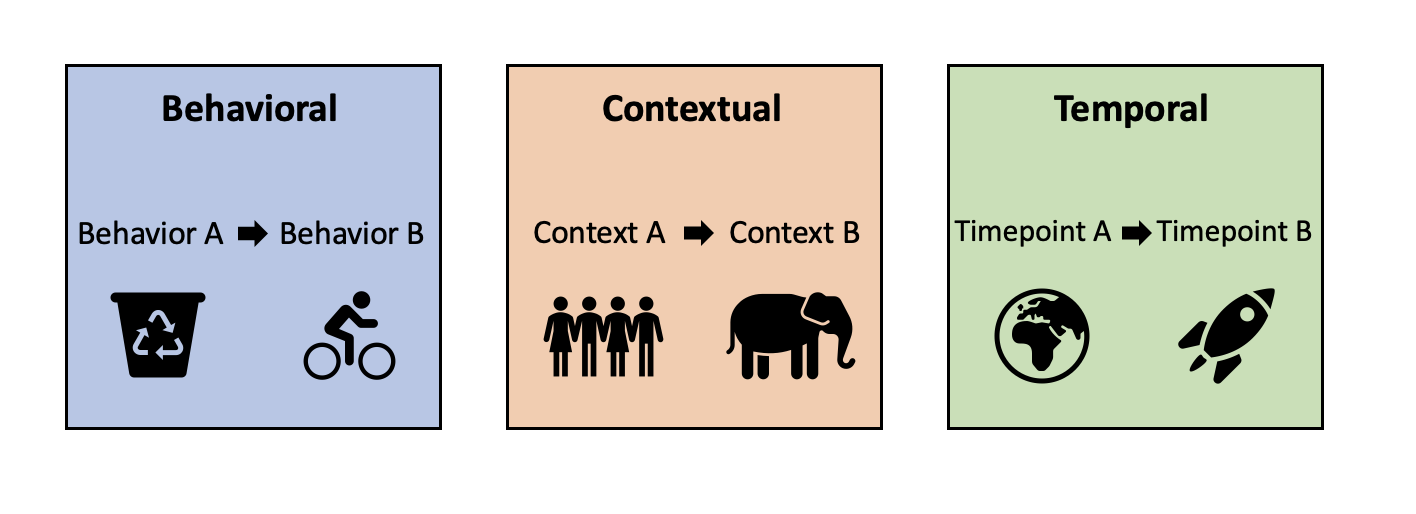 Behavioral
Behavior A ➡ Behavior B
Contextual
Context A ➡ Context B
Temporal
Timepoint A ➡ Timepoint B